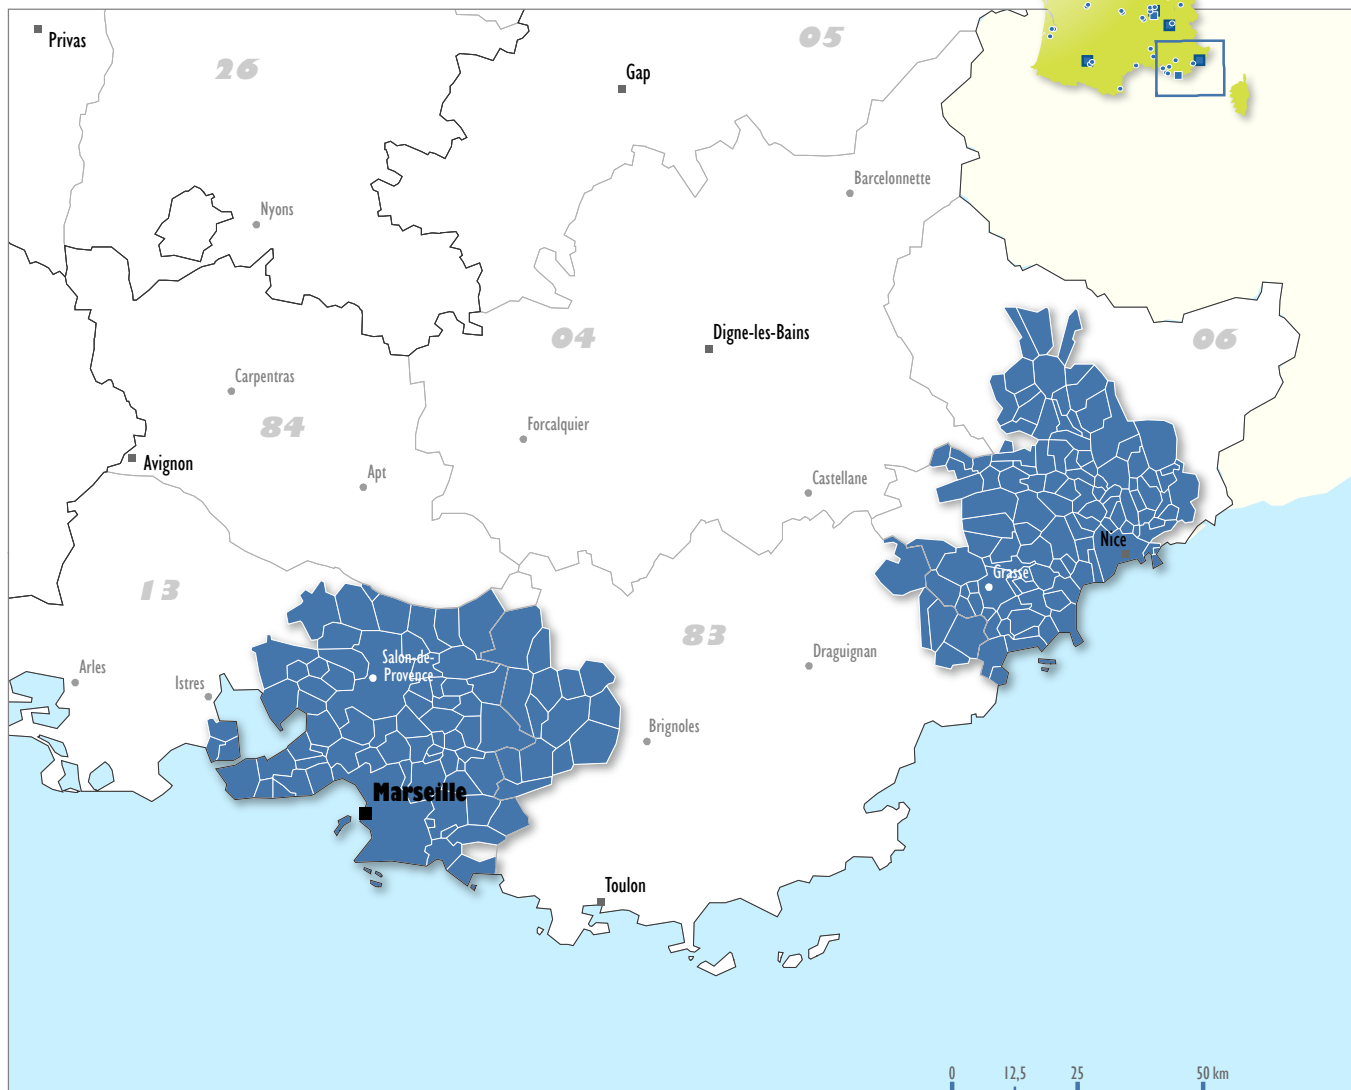 Privas
26
05
Gap
Barcelonnette
Nyons
04
Digne-les-Bains
06
Carpentras
84
Forcalquier
Avignon
Apt
Castellane
Nice
Grasse
13
83
Salon-de-
Provence
Arles
Istres
Draguignan
Brignoles
Marseille
Toulon
0 12,5 25 50 km